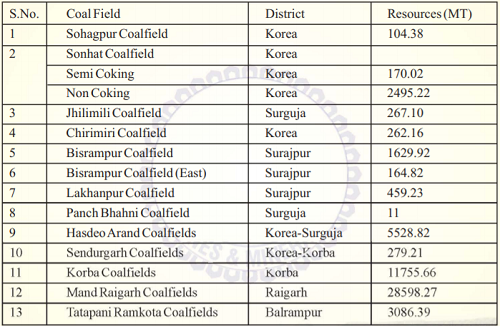 S.No. Coal Field District Resources (MT)
1 Sohagpur Coalfield Korea 104.38
2 Sonhat Coalfield Korea
Semi Coking Korea 170.02
Non Coking Korea 2495.22
3 Jhilimili Coalfield Surguja 267.10
4 Chirimiri Coalfield Korea 262.16
5 Bisrampur Coalfield Surajpur 1629.92
6 Bisrampur Coalfield (East) Surajpur 164.82
7 Lakhanpur Coalfield Surajpur 459.23
8 Panch Bhahni Coalfield Surguja 11
9 Hasdeo Arand Coalfields Korea-Surguja 5528.82
10 Sendurgarh Coalfield Korea-Korba 279.21
11 Korba Coalfields Korba 11755.66
12 Mand Raigarh Coalfields Raigarh 28598.27
13 Tatapani Ramkota Coalfields Balrampur 3086.39